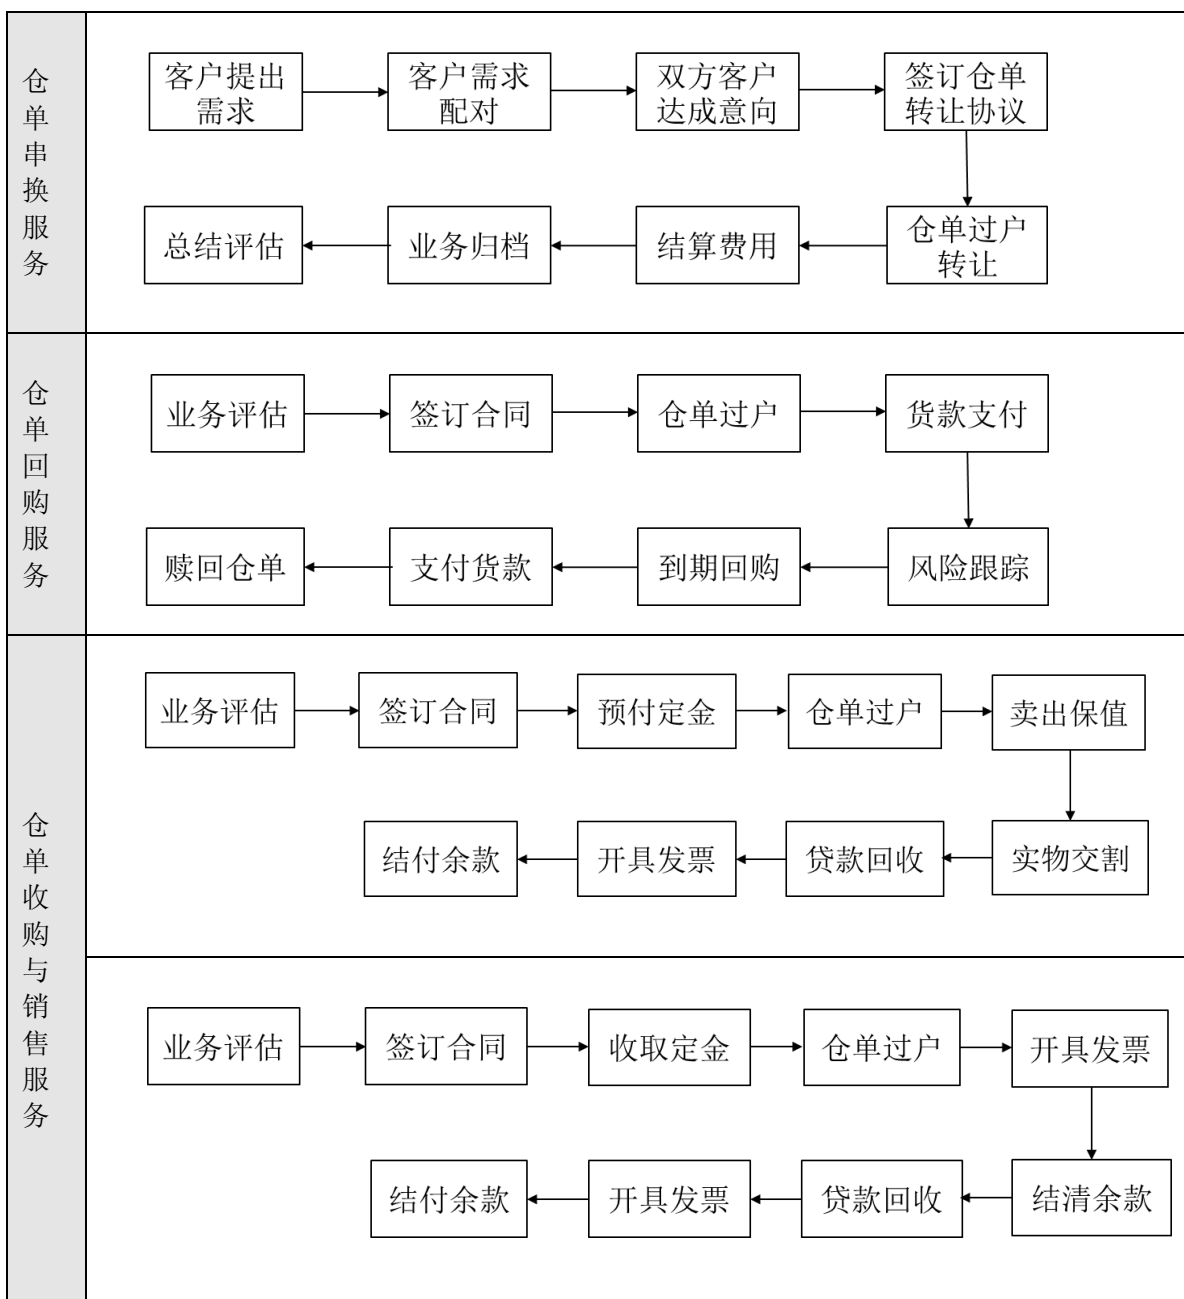 仓单串换服务
客户提出
需求
客户需求
配对
双方客户
达成意向
签订仓单
转让协议
仓单过户
转让
结算费用
业务归档
总结评估
仓单回购服务
业务评估
签订合同
仓单过户
货款支付
风险跟踪
到期回购
支付货款
赎回仓单
仓单收购与销售服务
业务评估
签订合同
预付定金
仓单过户
卖出保值
实物交割
贷款回收
开具发票
结付余款
业务评估
签订合同
收取定金
仓单过户
开具发票
结清余款
贷款回收
开具发票
结付余款